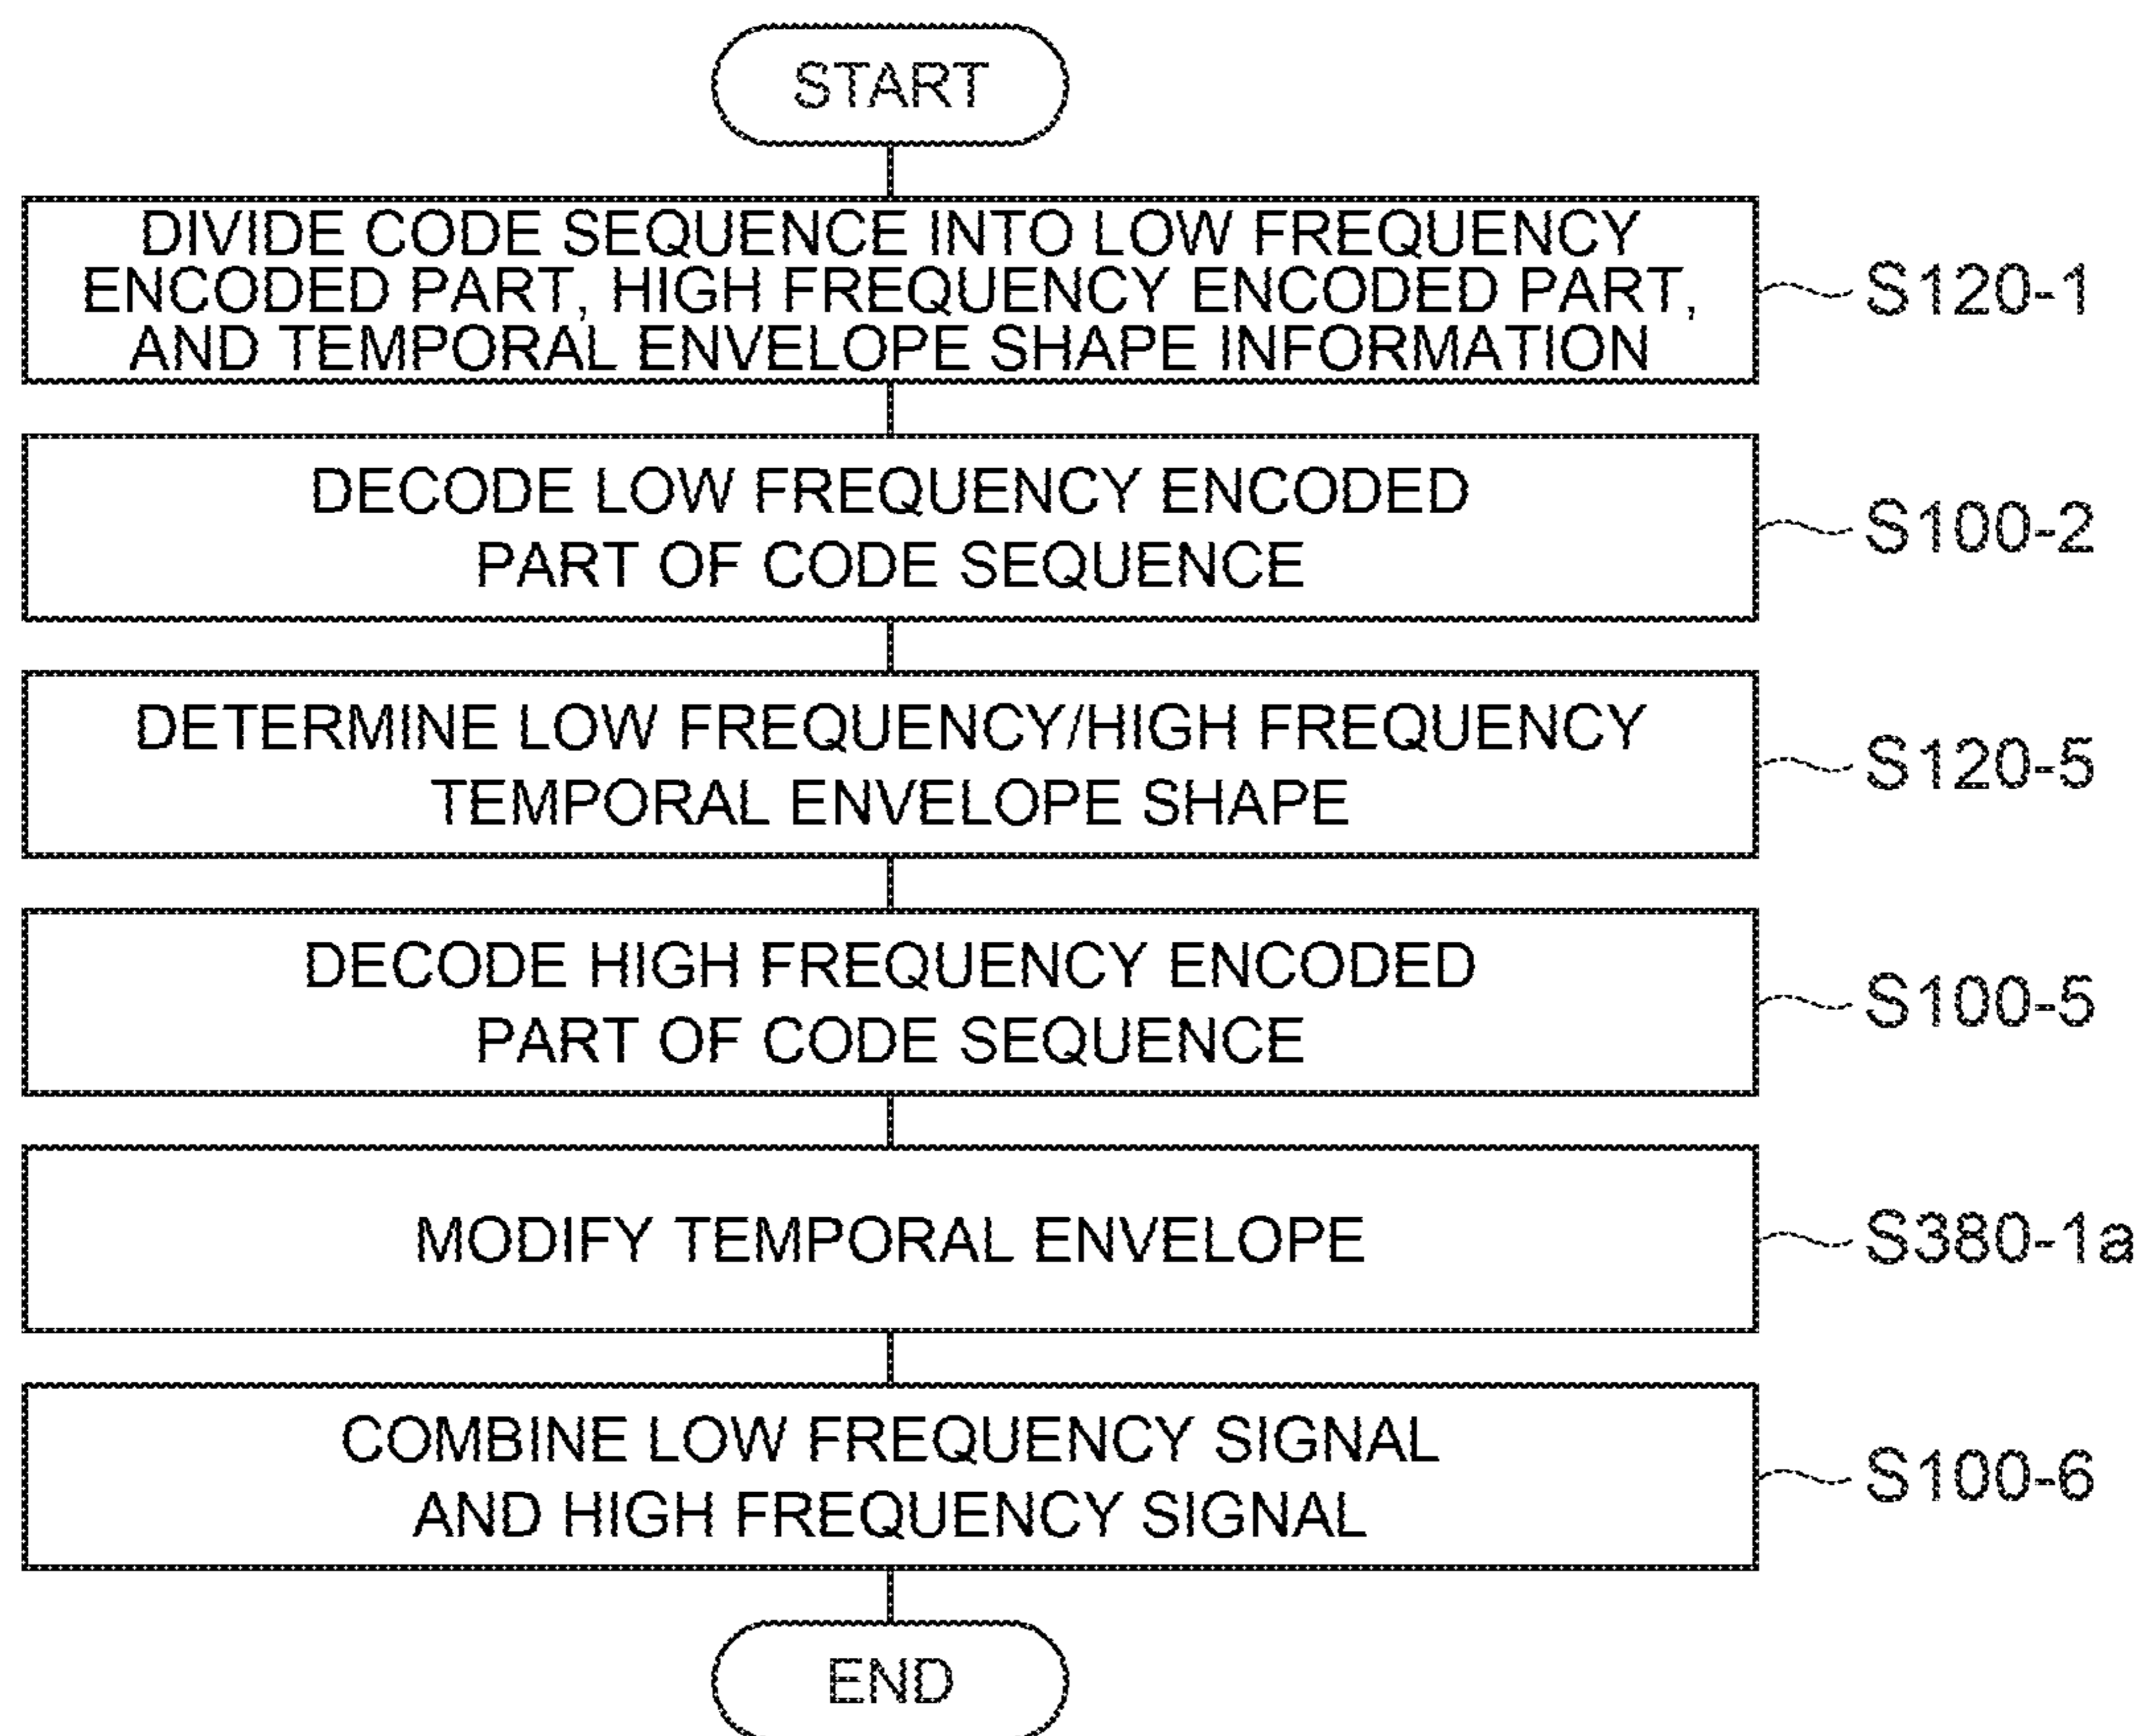 START
DIVIDE CODE SEQUENCE INTO LOW FREQUENCY
ENCODED PART, HIGH FREQUENCY ENCODED PART,
AND TEMPORAL ENVELOPE SHAPE INFORMATION
S120-1
DECODE LOW FREQUENCY ENCODED
PART OF CODE SEQUENCE
S100-2
DETERMINE LOW FREQUENCY/HIGH FREQUENCY
TEMPORAL ENVELOPE SHAPE
S120-5
DECODE HIGH FREQUENCY ENCODED
PART OF CODE SEQUENCE
S100-5
MODIFY TEMPORAL ENVELOPE
S380-1a
COMBINE LOW FREQUENCY SIGNAL
AND HIGH FREQUENCY SIGNAL
S100-6
END